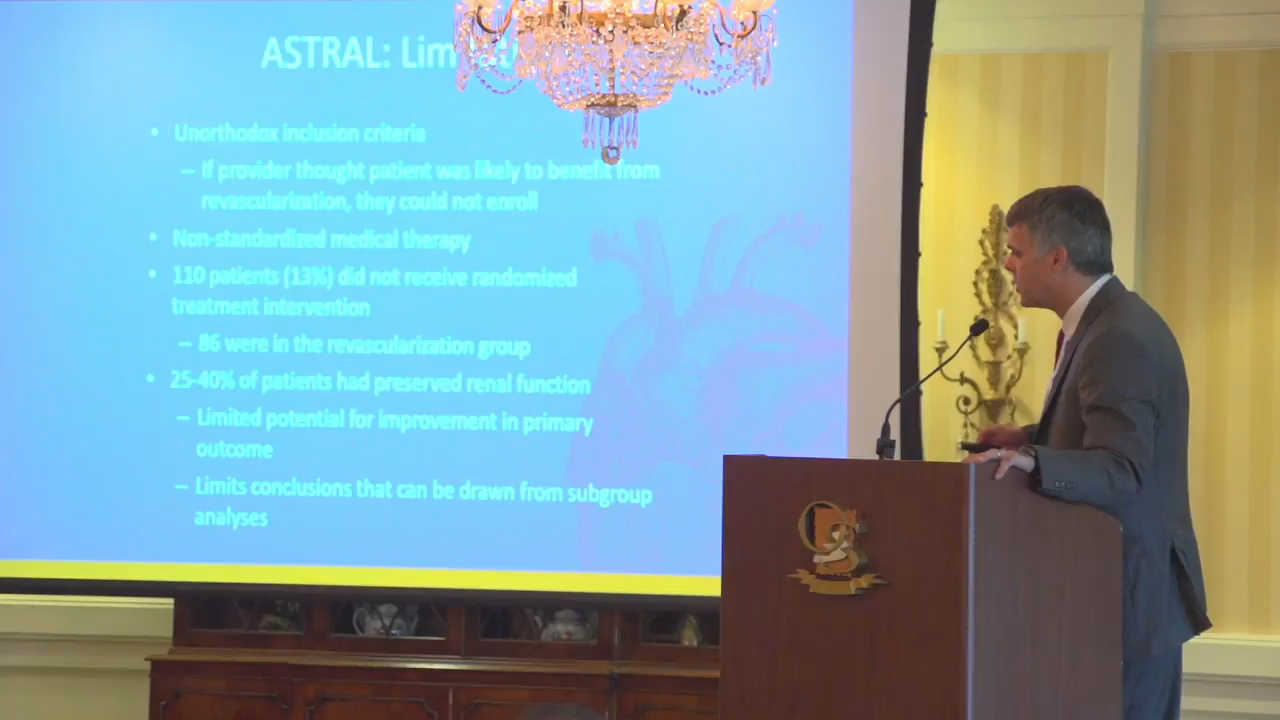 ASTRAL: Lim
• Unorthodox inclusion criteria
– If provider thought patient was likely to benefit from
revascularization, they could not enroll
• Non-standardized medical therapy
• 110 patients (13%) did not receive randomized
treatment intervention
– 86 were in the revascularization group
• 25-40% of patients had preserved renal function
– Limited potential for improvement in primary
outcome
– Limits conclusions that can be drawn from subgroup
analyses